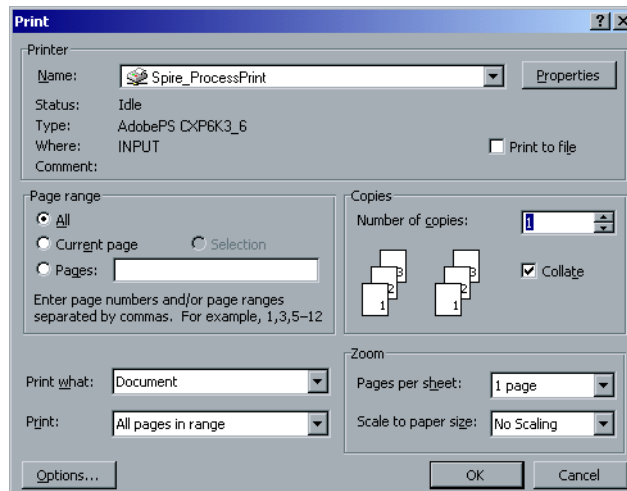 Print
Printer
Name: Spire_ProcessPrint Properties
Status: Idle
Type: AdobePS CXP6K3_6
Where: INPUT Print to file
Comment:
Page range
All
Current page Selection
Pages:
Enter page numbers and/or page ranges
separated by commas. For example, 1,3,5–12
Copies
Number of copies: 1
3 3
2 2
1 1
Collate
Print what: Document
Print: All pages in range
Zoom
Pages per sheet: 1 page
Scale to paper size: No Scaling
Options... OK Cancel